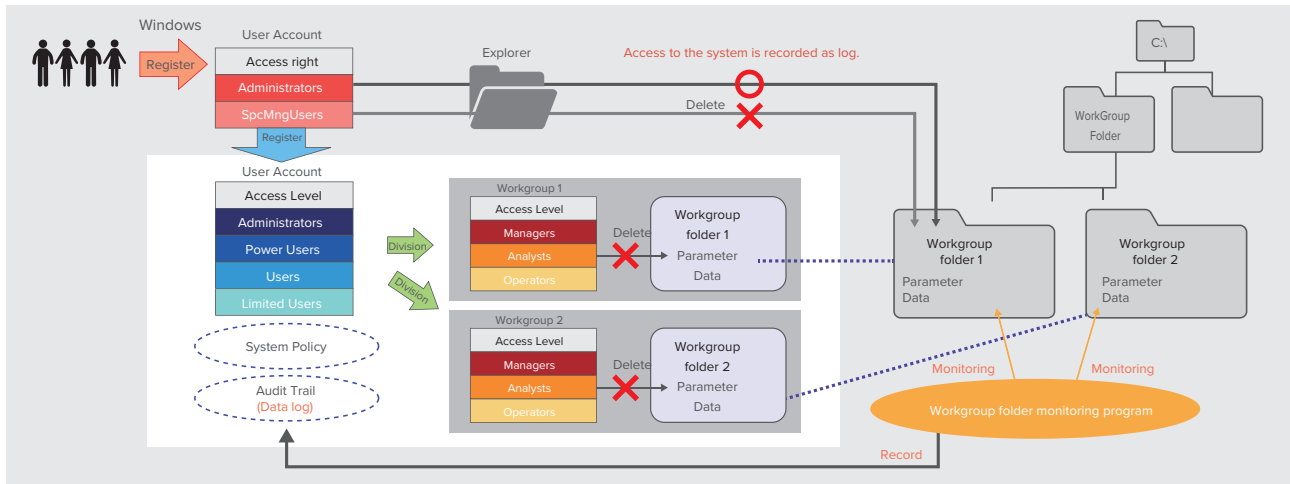 Windows
Register
User Account
Access right
Administrators
SpcMngUsers
Register
Explorer
Access to the system is recorded as log.
Delete
C:\
WorkGroup
Folder
User Account
Access Level
Administrators
Power Users
Users
Limited Users
System Policy
Audit Trail
(Data log)
Division
Division
Workgroup 1
Access Level
Managers
Analysts
Operators
Delete
Workgroup
folder 1
Parameter
Data
Workgroup 2
Access Level
Managers
Analysts
Operators
Delete
Workgroup
folder 2
Parameter
Data
Workgroup
folder 1
Parameter
Data
Workgroup
folder 2
Parameter
Data
Monitoring
Monitoring
Workgroup folder monitoring program
Record